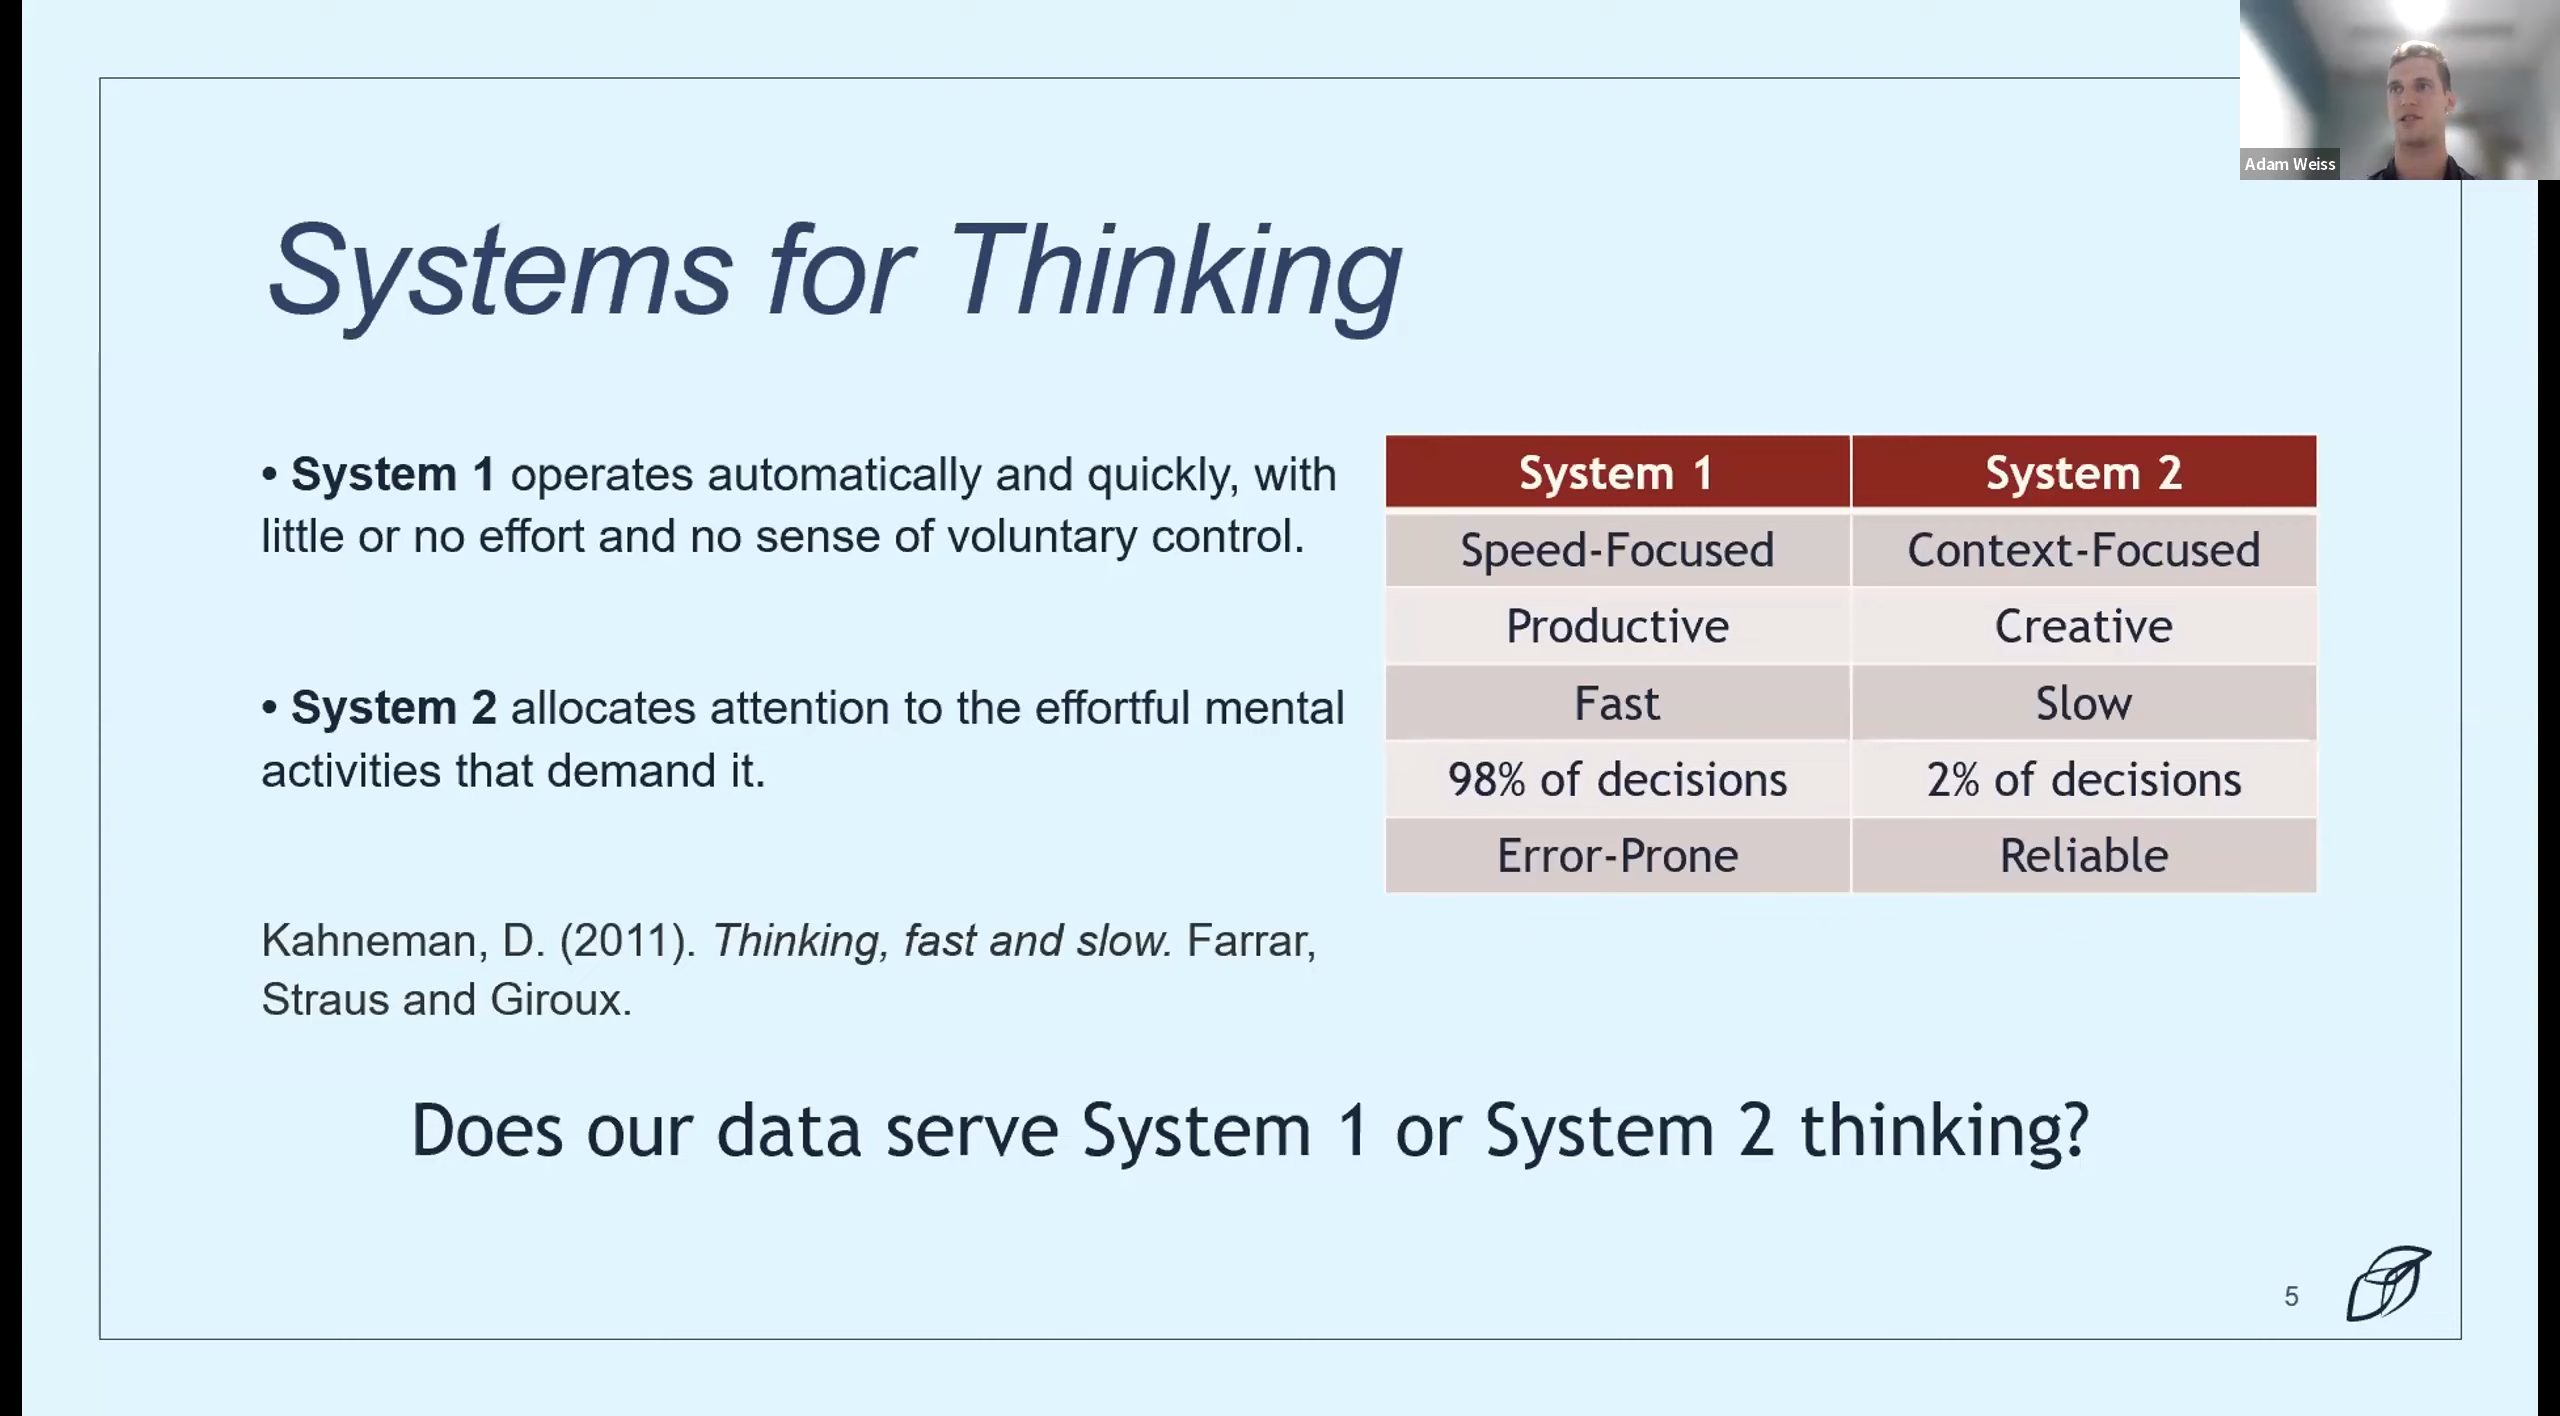 Adam Weiss
Systems for Thinking
• System 1 operates automatically and quickly, with
little or no effort and no sense of voluntary control.
• System 2 allocates attention to the effortful mental
activities that demand it.
Kahneman, D. (2011). Thinking, fast and slow. Farrar,
Straus and Giroux.
System 1 System 2
Speed-Focused Context-Focused
Productive Creative
Fast Slow
98% of decisions 2% of decisions
Error-Prone Reliable
Does our data serve System 1 or System 2 thinking?
5